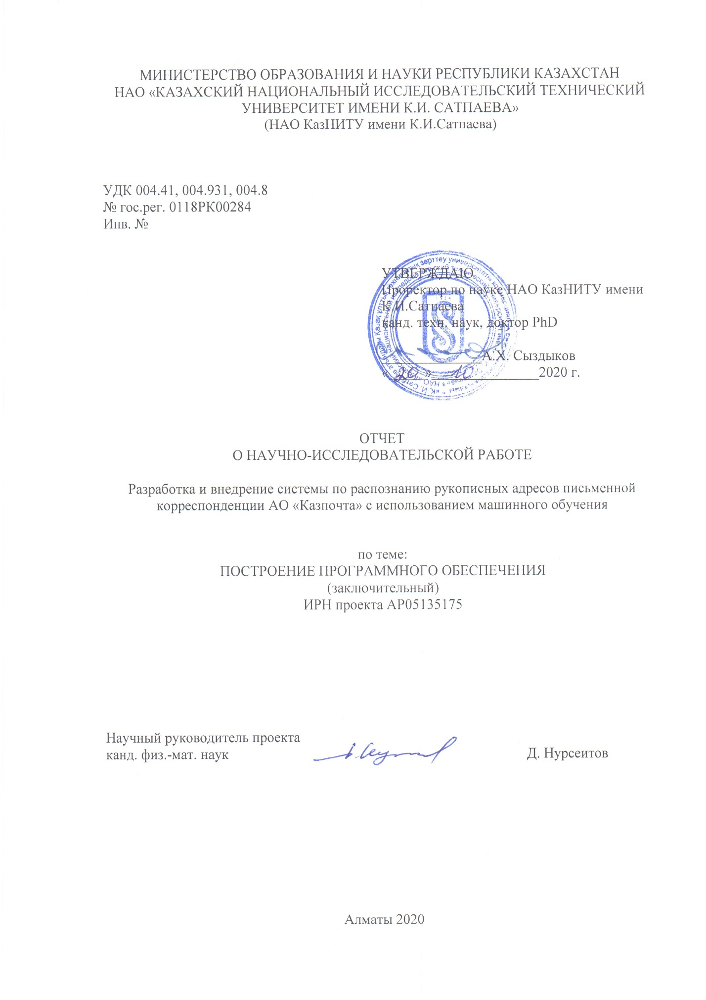 МИНИСТЕРСТВО ОБРАЗОВАНИЯ И НАУКИ РЕСПУБЛИКИ КАЗАХСТАН
НАО «КАЗАХСКИЙ НАЦИОНАЛЬНЫЙ ИССЛЕДОВАТЕЛЬСКИЙ ТЕХНИЧЕСКИЙ
УНИВЕРСИТЕТ ИМЕНИ К.И. САТПАЕВА»
(НАО КазНИТУ имени К.И.Сатпаева)
УДК 004.41, 004.931, 004.8
№ гос.рег. 0118РК00284
Инв. №
УТВЕРЖДАЮ
Проректор по науке НАО КазНИТУ имени
К.И.Сатпаева
канд. техн. наук, доктор PhD
А.Х. Сыздыков
« 20 » 10 2020 г.
ОТЧЕТ
О НАУЧНО-ИССЛЕДОВАТЕЛЬСКОЙ РАБОТЕ
Разработка и внедрение системы по распознанию рукописных адресов письменной
корреспонденции АО «Казпочта» с использованием машинного обучения
по теме:
ПОСТРОЕНИЕ ПРОГРАММНОГО ОБЕСПЕЧЕНИЯ
(заключительный)
ИРН проекта АР05135175
Научный руководитель проекта
канд. физ.-мат. наук Д. Нурсеитов
Алматы 2020